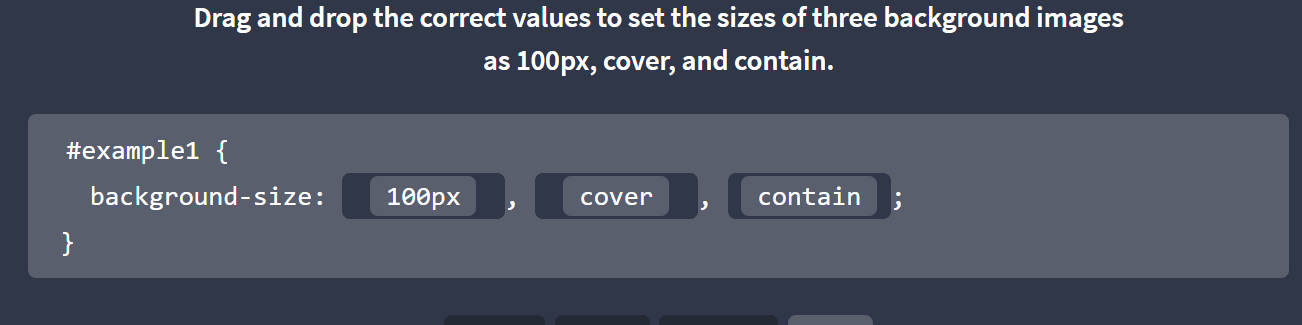 Drag and drop the correct values to set the sizes of three background images
as 100px, cover, and contain.
#example1 {
background-size: 100px, cover, contain;
}